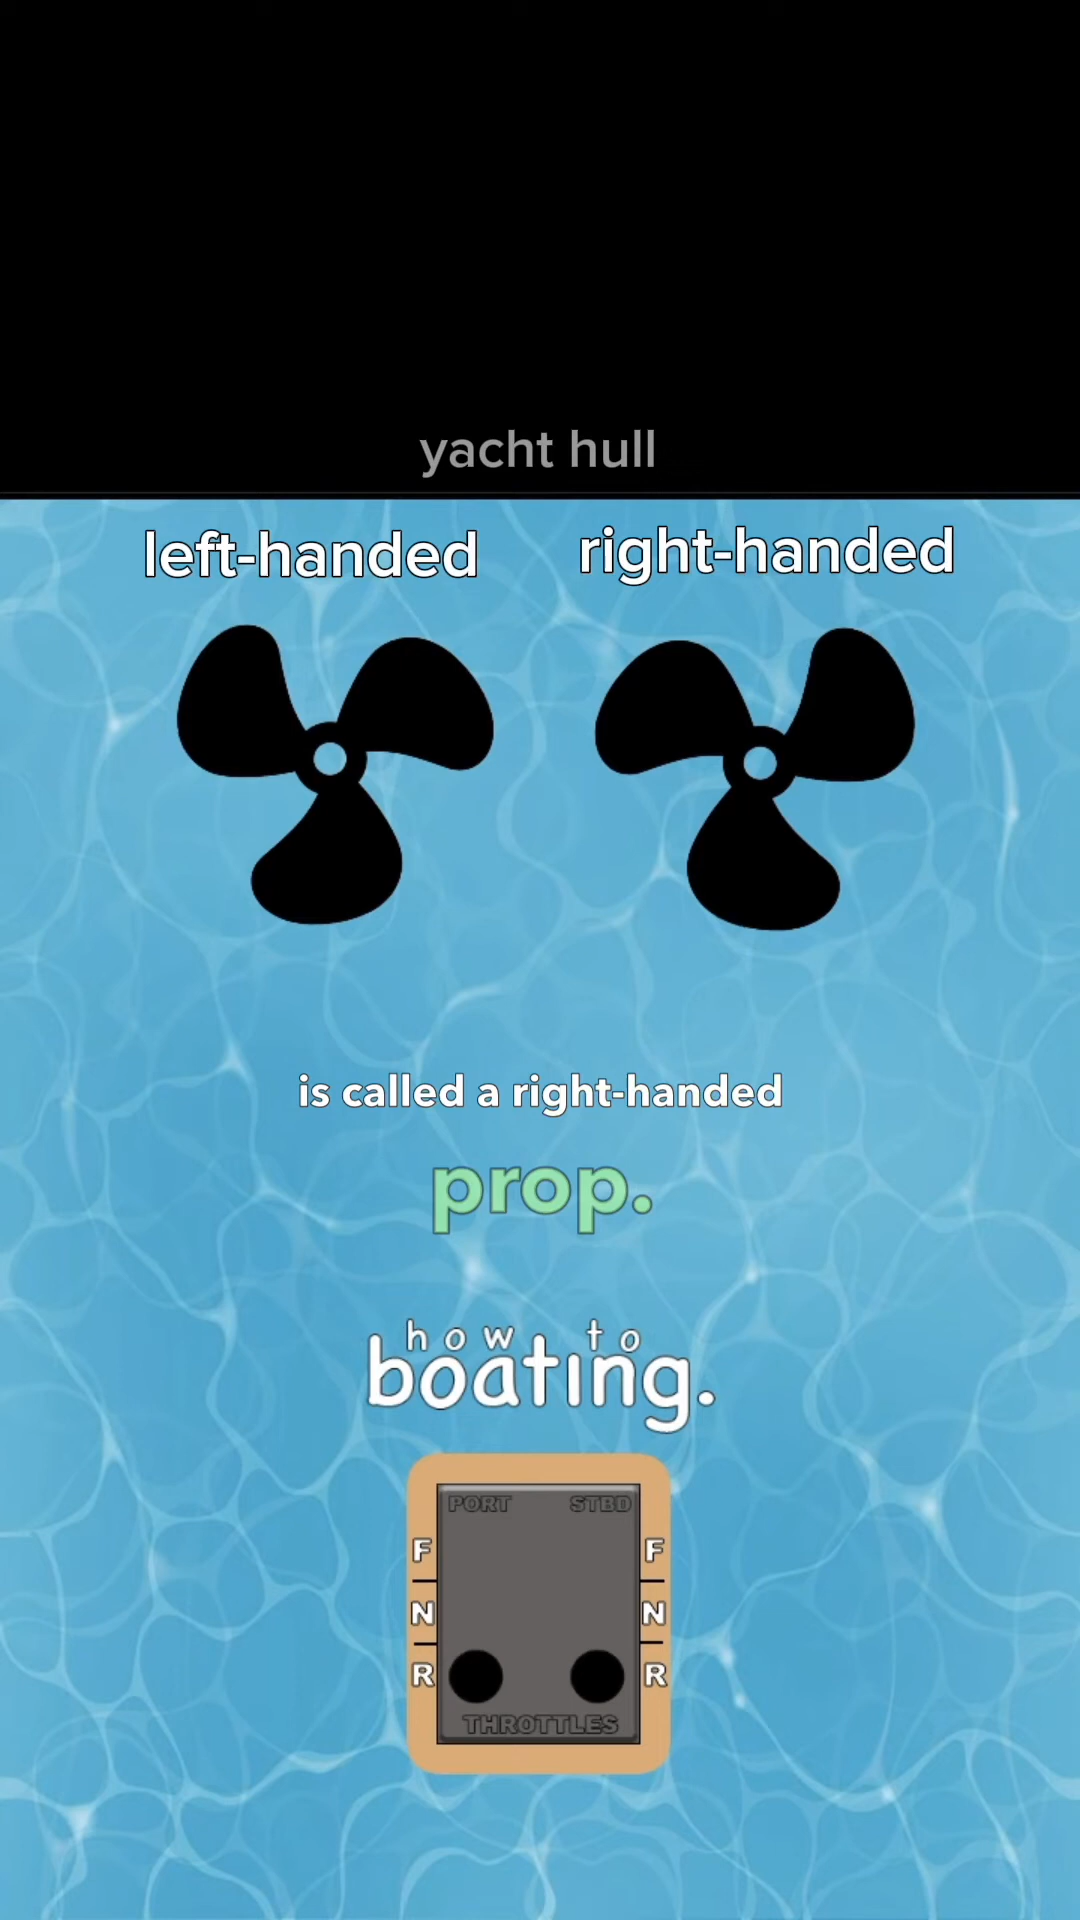 yacht hull
left-handed right-handed
is called a right-handed
prop.
how to
boating.
PORT STBD
F F
N N
R R
THROTTLES